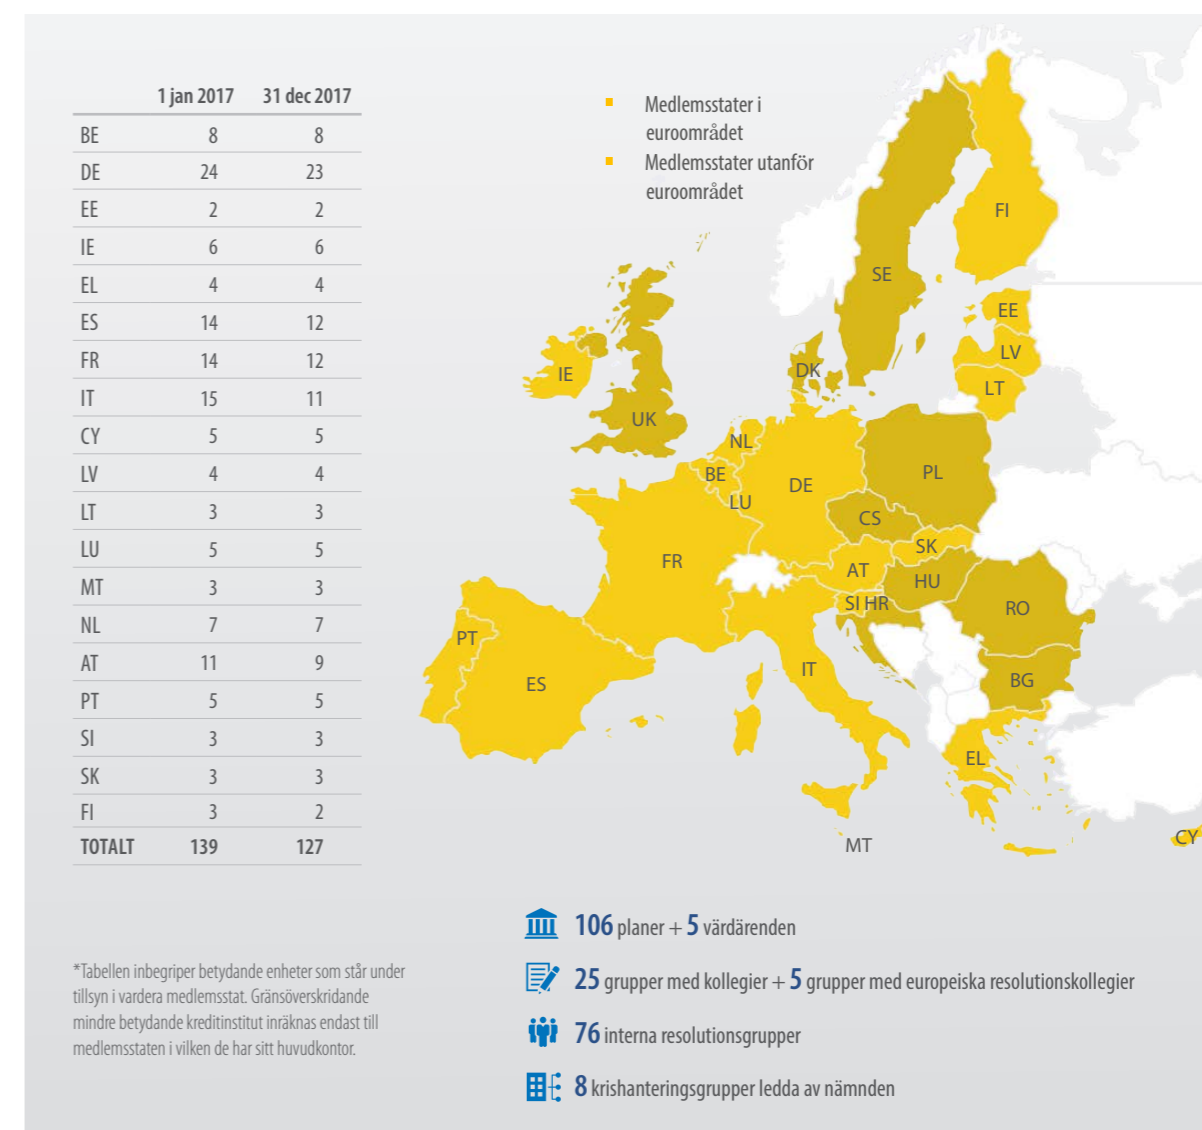 1 jan 2017 31 dec 2017
BE 8 8
DE 24 23
EE 2 2
IE 6 6
EL 4 4
ES 14 12
FR 14 12
IT 15 11
CY 5 5
LV 4 4
LT 3 3
LU 5 5
MT 3 3
NL 7 7
AT 11 9
PT 5 5
SI 3 3
SK 3 3
FI 3 2
TOTALT 139 127
*Tabellen inbegriper betydande enheter som står under
tillsyn i vardera medlemsstat. Gränsöverskridande
mindre betydande kreditinstitut inräknas endast till
medlemsstaten i vilken de har sitt huvudkontor.
Medlemsstater i
euroområdet
Medlemsstater utanför
euroområdet
FI
SE
EE
LV
LT
DK
IE
UK
NL
BE
LU
DE
PL
CS
SK
FR
AT
HU
SI HR
RO
PT
ES
IT
BG
EL
MT
CY
106 planer + 5 värdärenden
25 grupper med kollegier + 5 grupper med europeiska resolutionskollegier
76 interna resolutionsgrupper
8 krishanteringsgrupper ledda av nämnden